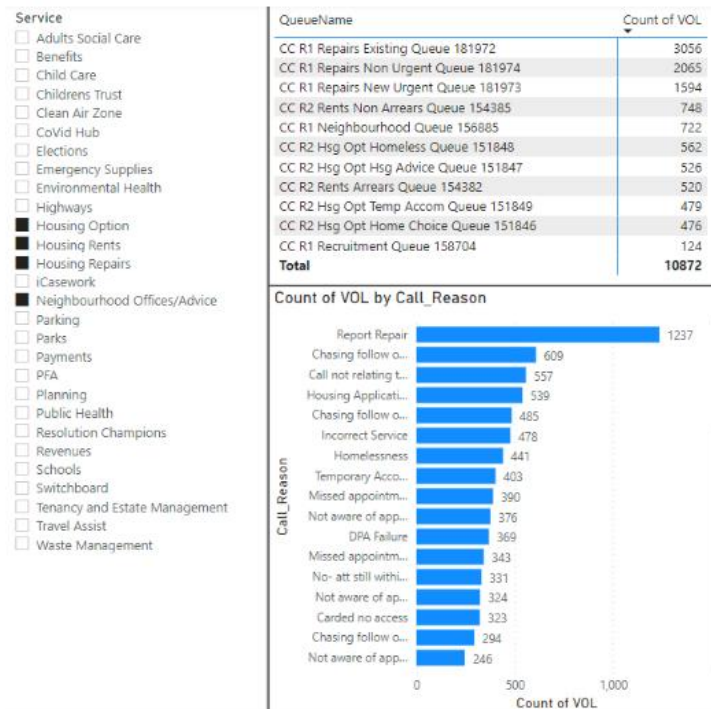 Service
Adults Social Care
Benefits
Child Care
Childrens Trust
Clean Air Zone
CoVid Hub
Elections
Emergency Supplies
Environmental Health
Highways
Housing Option
Housing Rents
Housing Repairs
iCasework
Neighbourhood Offices/Advice
Parking
Parks
Payments
PFA
Planning
Public Health
Resolution Champions
Revenues
Schools
Switchboard
Tenancy and Estate Management
Travel Assist
Waste Management
QueueName Count of VOL
CC R1 Repairs Existing Queue 181972 3056
CC R1 Repairs Non Urgent Queue 181974 2065
CC R1 Repairs New Urgent Queue 181973 1594
CC R2 Rents Non Arrears Queue 154385 748
CC R1 Neighbourhood Queue 156885 722
CC R2 Hsg Opt Homeless Queue 151848 562
CC R2 Hsg Opt Hsg Advice Queue 151847 526
CC R2 Rents Arrears Queue 154382 520
CC R2 Hsg Opt Temp Accom Queue 151849 479
CC R2 Hsg Opt Home Choice Queue 151846 476
CC R1 Recruitment Queue 158704 124
Total 10872
Count of VOL by Call_Reason
Call_Reason
Report Repair 1237
Chasing follow o... 609
Call not relating t... 557
Housing Applicati... 539
Chasing follow o... 485
Incorrect Service 478
Homelessness 441
Temporary Acco... 403
Missed appointm... 390
Not aware of app... 376
DPA Failure 369
Missed appointm... 343
No- att still withi... 331
Not aware of ap... 324
Carded no access 323
Chasing follow o... 294
Not aware of app... 246
0 500 1,000
Count of VOL